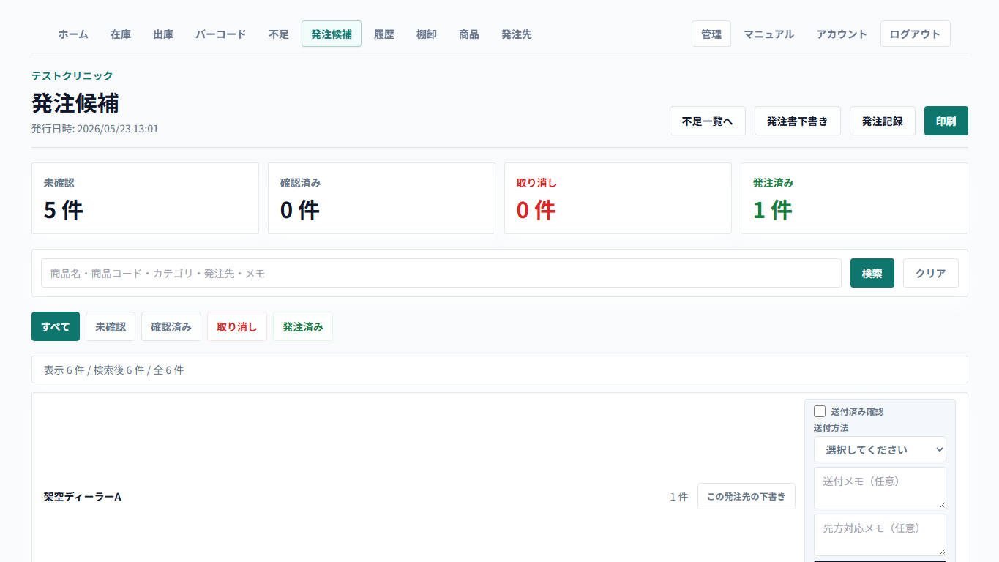 ホーム 在庫 出庫 バーコード 不足 発注候補 履歴 棚卸 商品 発注先 管理 マニュアル アカウント ログアウト
テストクリニック
発注候補
発行日時: 2026/05/23 13:01
不足一覧へ 発注書下書き 発注記録 印刷
未確認 確認済み 取り消し 発注済み
5 件 0 件 0 件 1 件
商品名・商品コード・カテゴリ・発注先・メモ 検索 クリア
すべて 未確認 確認済み 取り消し 発注済み
表示 6 件 / 検索後 6 件 / 全 6 件
送付済み確認
送付方法
選択してください
送付メモ（任意）
架空ディーラーA 1 件 この発注先の下書き
先方対応メモ（任意）